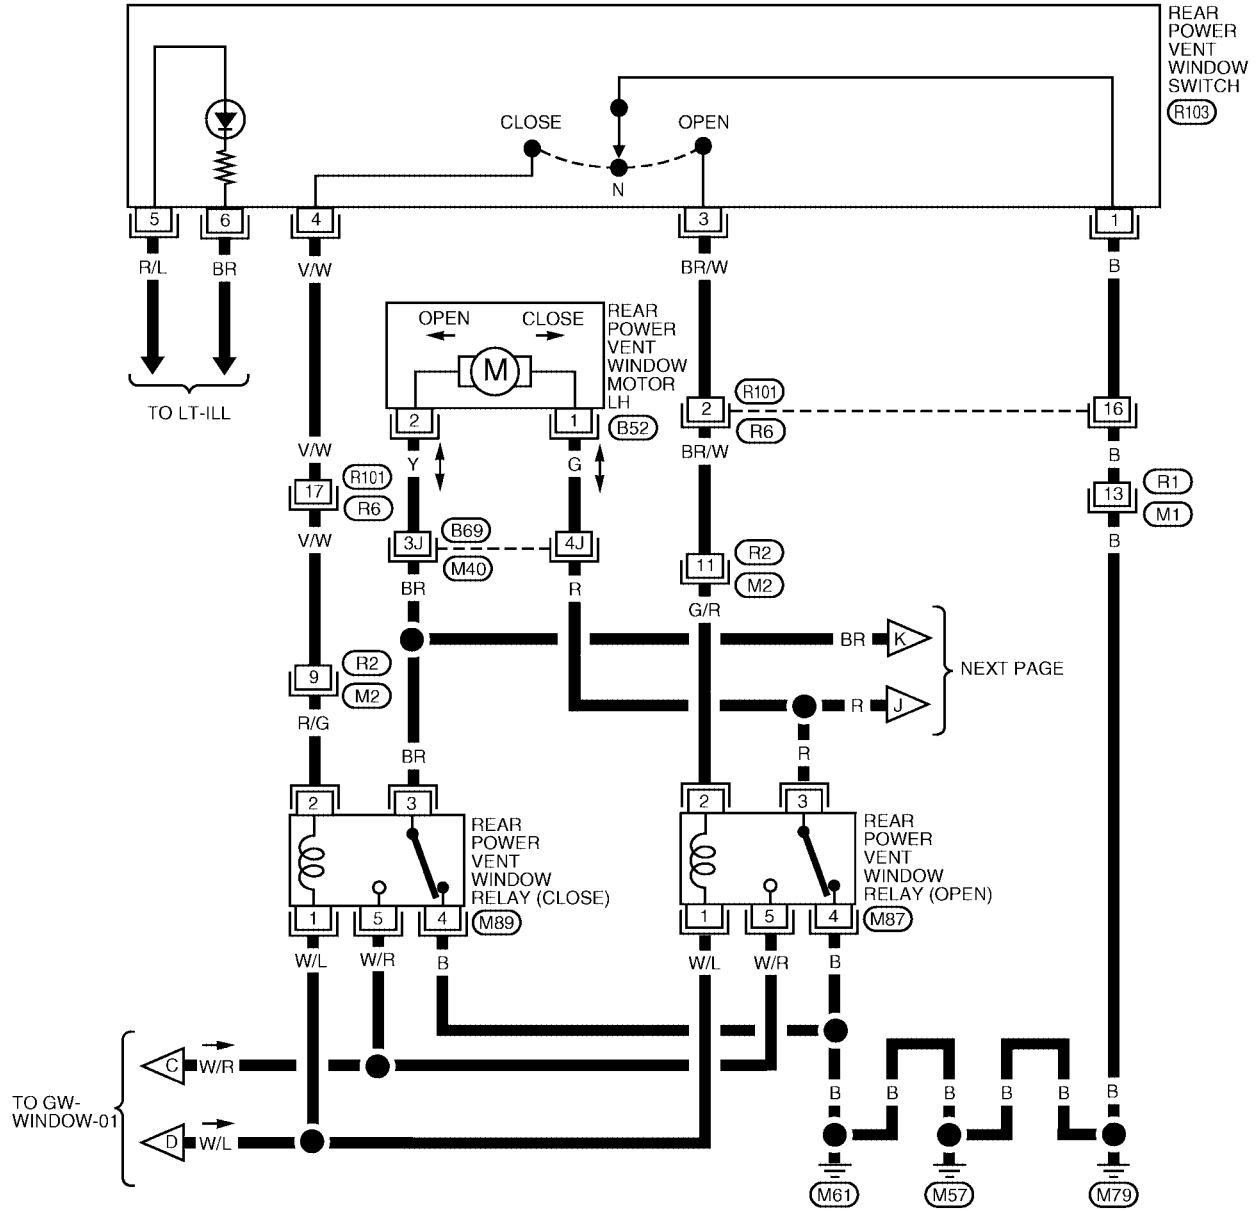 REAR
POWER
VENT
WINDOW
SWITCH
R103
CLOSE
OPEN
N
5
6
4
3
1
R/L
BR
V/W
BR/W
B
TO LT-ILL
OPEN
CLOSE
M
REAR
POWER
VENT
WINDOW
MOTOR
LH
2
1
B52
Y
G
2
R101
R6
16
BR/W
B
V/W
17
R101
R6
V/W
13
R1
M1
B
3J
B69
M40
4J
BR
R
11
R2
M2
G/R
BR
K
NEXT PAGE
R
J
9
R2
M2
R/G
BR
R
2
3
REAR
POWER
VENT
WINDOW
RELAY (CLOSE)
M89
1
5
4
2
3
REAR
POWER
VENT
WINDOW
RELAY (OPEN)
M87
1
5
4
W/L
W/R
B
W/L
W/R
B
TO GW-
WINDOW-01
C
W/R
D
W/L
B
B
B
B
B
B
M61
M57
M79